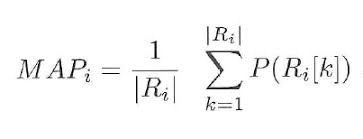 MAP_i = \frac{1}{|R_i|} \sum_{k=1}^{|R_i|} P(R_i[k])